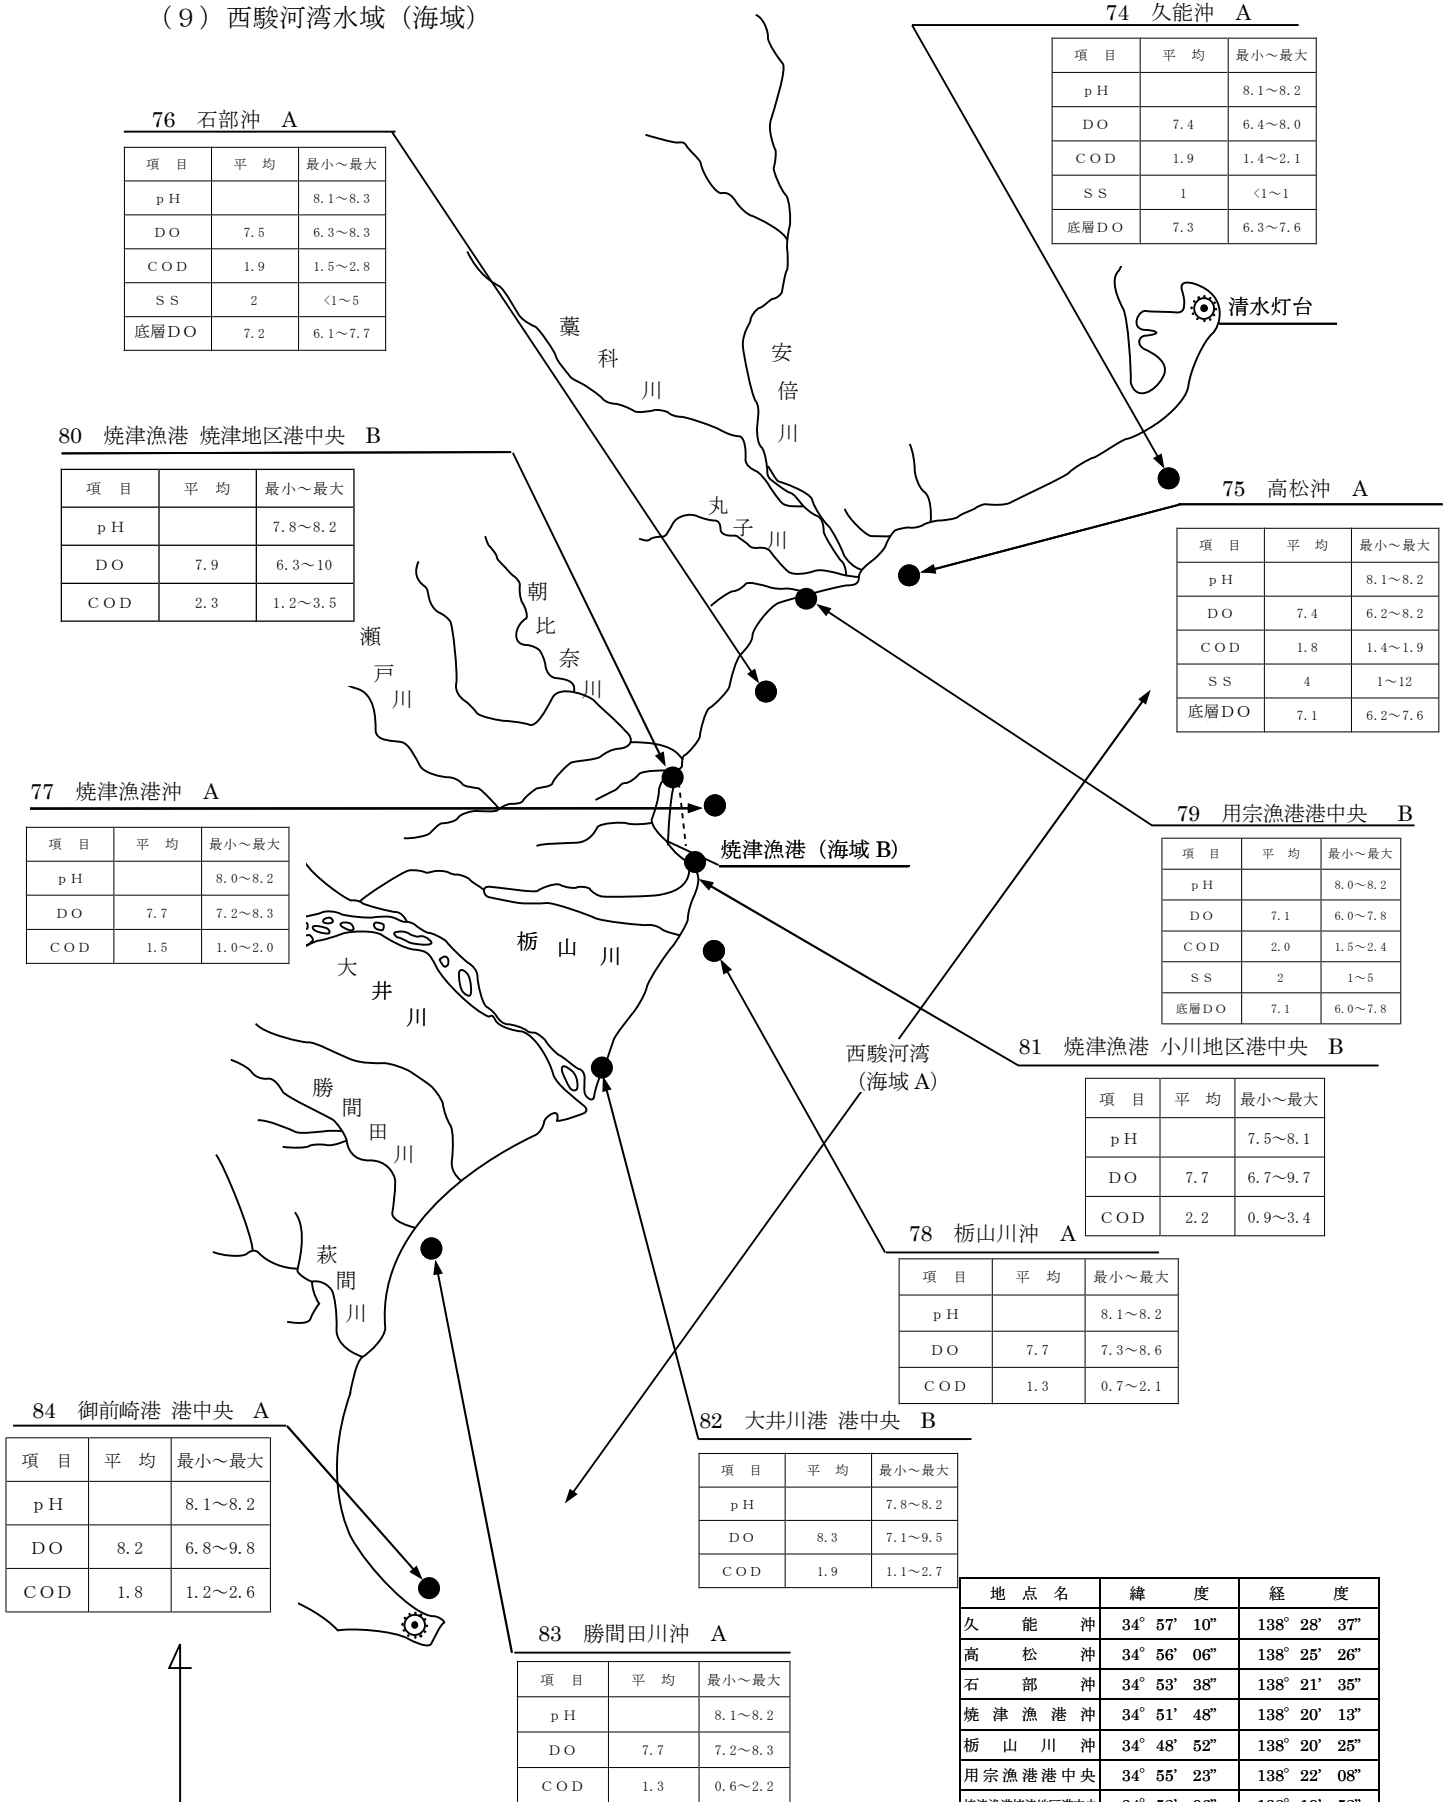 （９）西駿河湾水域（海域）
74　久能沖　A
項　目　平　均　最小～最大
ｐＨ　8.1～8.2
ＤＯ　7.4　6.4～8.0
ＣＯＤ　1.9　1.4～2.1
ＳＳ　1　<1～1
底層ＤＯ　7.3　6.3～7.6
76　石部沖　A
項　目　平　均　最小～最大
ｐＨ　8.1～8.3
ＤＯ　7.5　6.3～8.3
ＣＯＤ　1.9　1.5～2.8
ＳＳ　2　<1～5
底層ＤＯ　7.2　6.1～7.7
清水灯台
藁科川
安倍川
80　焼津漁港 焼津地区港中央　B
項　目　平　均　最小～最大
ｐＨ　7.8～8.2
ＤＯ　7.9　6.3～10
ＣＯＤ　2.3　1.2～3.5
75　高松沖　A
項　目　平　均　最小～最大
ｐＨ　8.1～8.2
ＤＯ　7.4　6.2～8.2
ＣＯＤ　1.8　1.4～1.9
ＳＳ　4　1～12
底層ＤＯ　7.1　6.2～7.6
丸子川
朝比奈川
瀬戸川
77　焼津漁港沖　A
項　目　平　均　最小～最大
ｐＨ　8.0～8.2
ＤＯ　7.7　7.2～8.3
ＣＯＤ　1.5　1.0～2.0
焼津漁港（海域 B）
79　用宗漁港港中央　B
項　目　平　均　最小～最大
ｐＨ　8.0～8.2
ＤＯ　7.1　6.0～7.8
ＣＯＤ　2.0　1.5～2.4
ＳＳ　2　1～5
底層ＤＯ　7.1　6.0～7.8
栃山川
大井川
西駿河湾
（海域 A）
81　焼津漁港 小川地区港中央　B
項　目　平　均　最小～最大
ｐＨ　7.5～8.1
ＤＯ　7.7　6.7～9.7
ＣＯＤ　2.2　0.9～3.4
勝間田川
萩間川
78　栃山川沖　A
項　目　平　均　最小～最大
ｐＨ　8.1～8.2
ＤＯ　7.7　7.3～8.6
ＣＯＤ　1.3　0.7～2.1
84　御前崎港 港中央　A
項　目　平　均　最小～最大
ｐＨ　8.1～8.2
ＤＯ　8.2　6.8～9.8
ＣＯＤ　1.8　1.2～2.6
82　大井川港 港中央　B
項　目　平　均　最小～最大
ｐＨ　7.8～8.2
ＤＯ　8.3　7.1～9.5
ＣＯＤ　1.9　1.1～2.7
83　勝間田川沖　A
項　目　平　均　最小～最大
ｐＨ　8.1～8.2
ＤＯ　7.7　7.2～8.3
ＣＯＤ　1.3　0.6～2.2
地　点　名　緯　度　経　度
久能沖　34°57’10”　138°28’37”
高松沖　34°56’06”　138°25’26”
石部沖　34°53’38”　138°21’35”
焼津漁港沖　34°51’48”　138°20’13”
栃山川沖　34°48’52”　138°20’25”
用宗漁港港中央　34°55’23”　138°22’08”